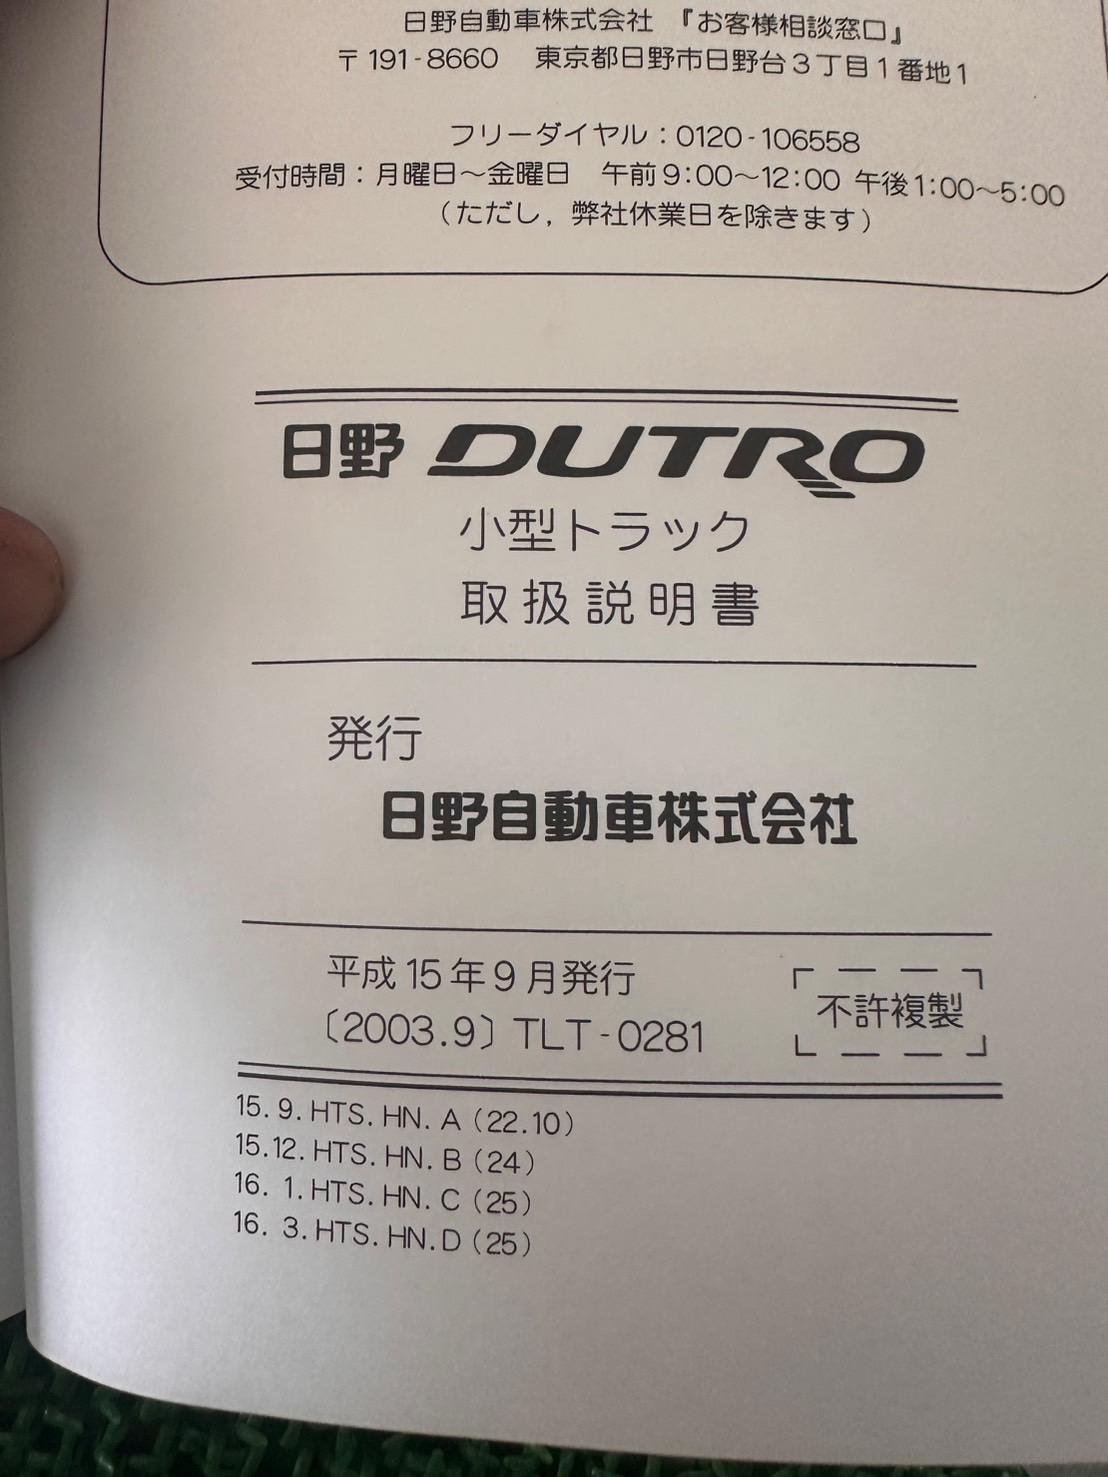 日野自動車株式会社 『お客様相談窓口』
〒191-8660 東京都日野市日野台3丁目1番地1
フリーダイヤル：0120-106558
受付時間：月曜日～金曜日 午前9:00～12:00 午後1:00～5:00
（ただし，弊社休業日を除きます）
日野 DUTRO
小型トラック
取扱説明書
発行
日野自動車株式会社
平成15年9月発行
〔2003.9〕TLT-0281
不許複製
15. 9. HTS. HN. A（22.10）
15.12. HTS. HN. B（24）
16. 1. HTS. HN. C（25）
16. 3. HTS. HN. D（25）